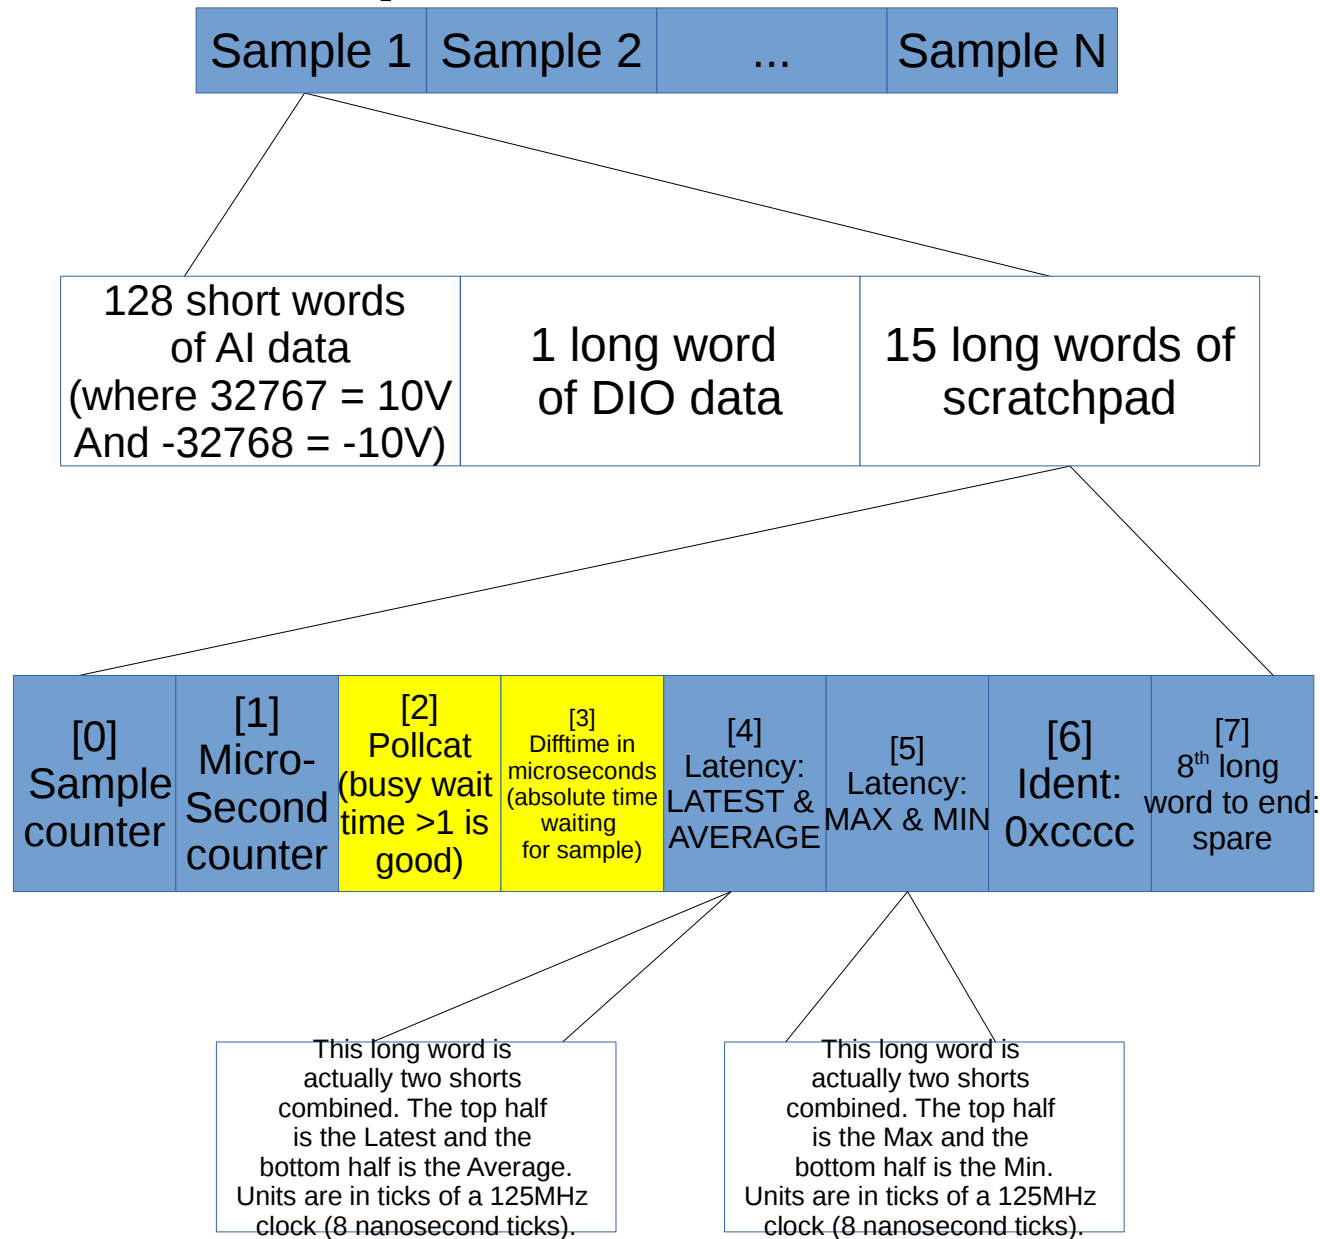 Sample 1 Sample 2 ... Sample N
128 short words
of AI data
(where 32767 = 10V
And -32768 = -10V)
1 long word
of DIO data
15 long words of
scratchpad
[0]
Sample
counter
[1]
Micro-
Second
counter
[2]
Pollcat
(busy wait
time >1 is
good)
[3]
Difftime in
microseconds
(absolute time
waiting
for sample)
[4]
Latency:
LATEST &
AVERAGE
[5]
Latency:
MAX & MIN
[6]
Ident:
0xcccc
[7]
8th long
word to end:
spare
This long word is
actually two shorts
combined. The top half
is the Latest and the
bottom half is the Average.
Units are in ticks of a 125MHz
clock (8 nanosecond ticks).
This long word is
actually two shorts
combined. The top half
is the Max and the
bottom half is the Min.
Units are in ticks of a 125MHz
clock (8 nanosecond ticks).